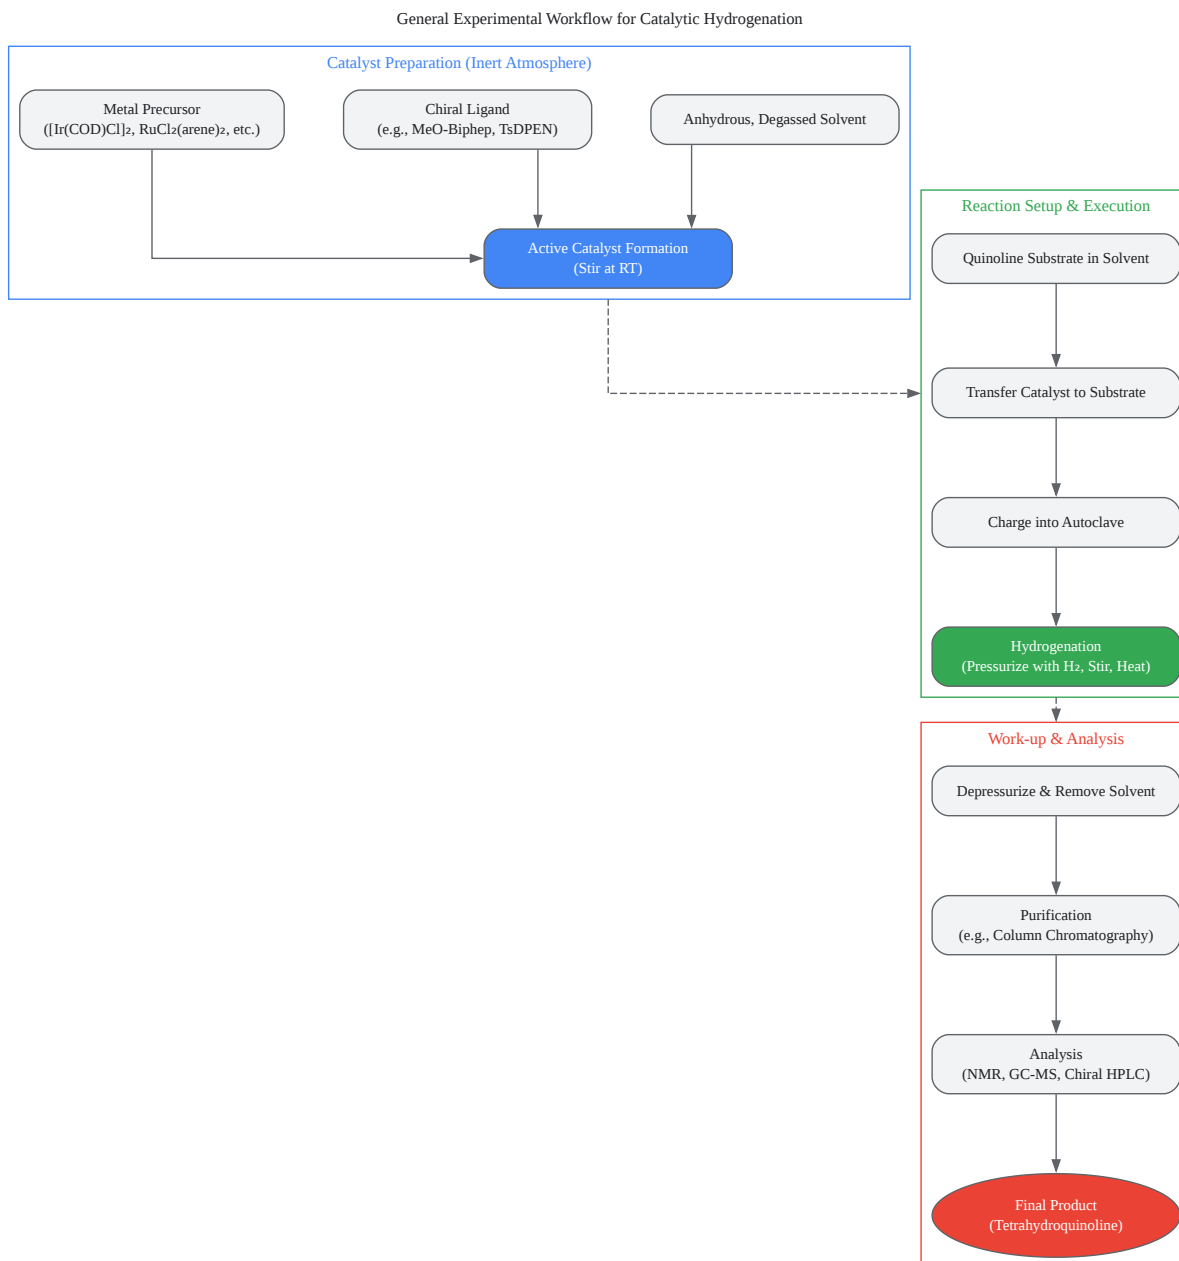 General Experimental Workflow for Catalytic Hydrogenation
Catalyst Preparation (Inert Atmosphere)
Metal Precursor
([Ir(COD)Cl]₂, RuCl₂(arene)₂, etc.)
Chiral Ligand
(e.g., MeO-Biphep, TsDPEN)
Anhydrous, Degassed Solvent
Active Catalyst Formation
(Stir at RT)
Reaction Setup & Execution
Quinoline Substrate in Solvent
Transfer Catalyst to Substrate
Charge into Autoclave
Hydrogenation
(Pressurize with H₂, Stir, Heat)
Work-up & Analysis
Depressurize & Remove Solvent
Purification
(e.g., Column Chromatography)
Analysis
(NMR, GC-MS, Chiral HPLC)
Final Product
(Tetrahydroquinoline)